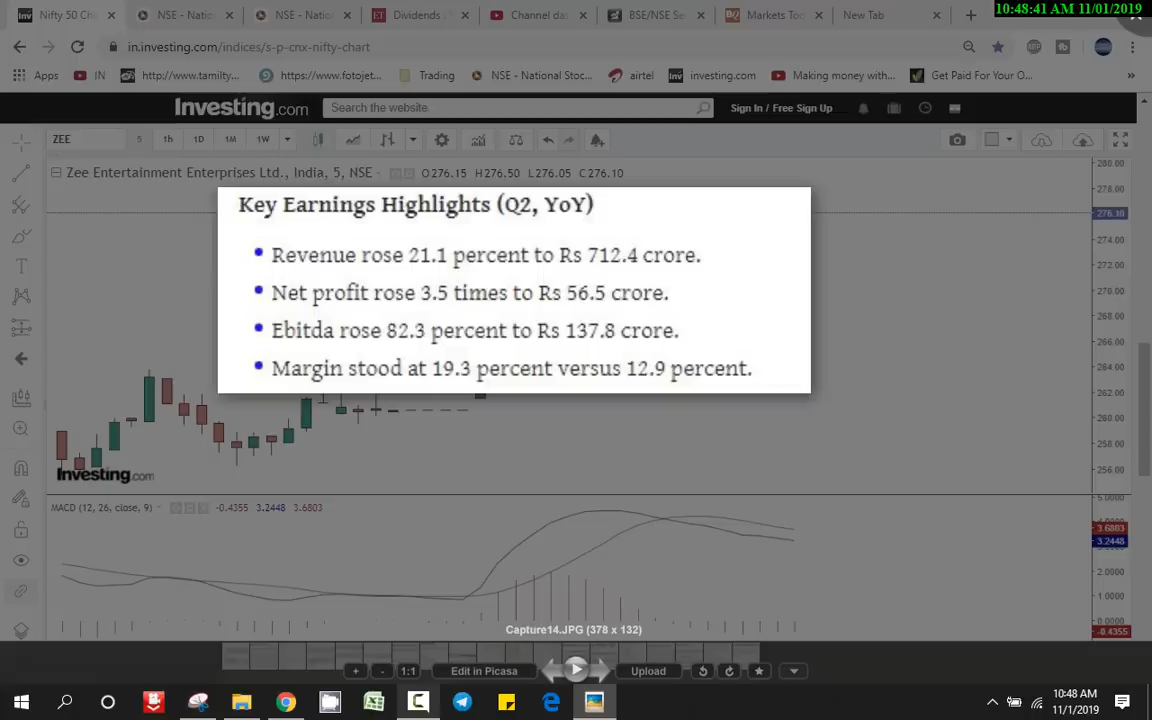 10:48:41 AM 11/01/2019
Nifty 50 Ch
NSE - Natio
NSE - Natio
Dividends
Channel das
BSE/NSE Se
Markets Too
New Tab
in.investing.com/indices/s-p-cnx-nifty-chart
Apps
IN
http://www.tamilty...
https://www.fotojet...
Trading
NSE - National Stoc...
airtel
investing.com
Making money with...
Get Paid For Your O...
Investing.com
Search the website.
Sign In / Free Sign Up
ZEE 5 1h 1D 1M 1W
Zee Entertainment Enterprises Ltd., India, 5, NSE O276.15 H276.50 L276.05 C276.10
Key Earnings Highlights (Q2, YoY)
• Revenue rose 21.1 percent to Rs 712.4 crore.
• Net profit rose 3.5 times to Rs 56.5 crore.
• Ebitda rose 82.3 percent to Rs 137.8 crore.
• Margin stood at 19.3 percent versus 12.9 percent.
280.00
278.00
276.10
274.00
272.00
270.00
268.00
266.00
264.00
262.00
260.00
258.00
256.00
Investing.com
MACD (12, 26, close, 9) -0.4355 3.2448 3.6803
5.0000
3.6803
3.2448
2.0000
1.0000
0.0000
-0.4355
Capture14.JPG (378 x 132)
+ - 1:1 Edit in Picasa Upload
10:48 AM
11/1/2019